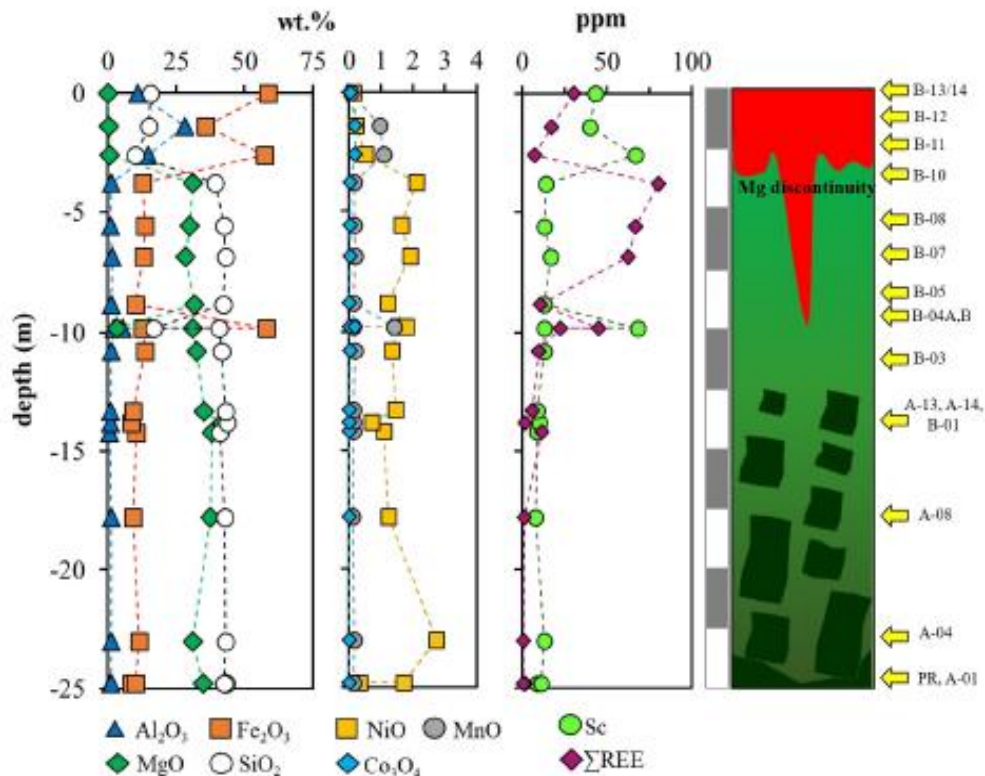 wt.%
ppm
0 25 50 75
0 1 2 3 4
0 50 100
0
-5
-10
-15
-20
-25
depth (m)
Mg discontinuity
B-13/14
B-12
B-11
B-10
B-08
B-07
B-05
B-04A,B
B-03
A-13, A-14,
B-01
A-08
A-04
PR, A-01
Al₂O₃ Fe₂O₃ NiO MnO Sc
MgO SiO₂ Co₃O₄ ∑REE